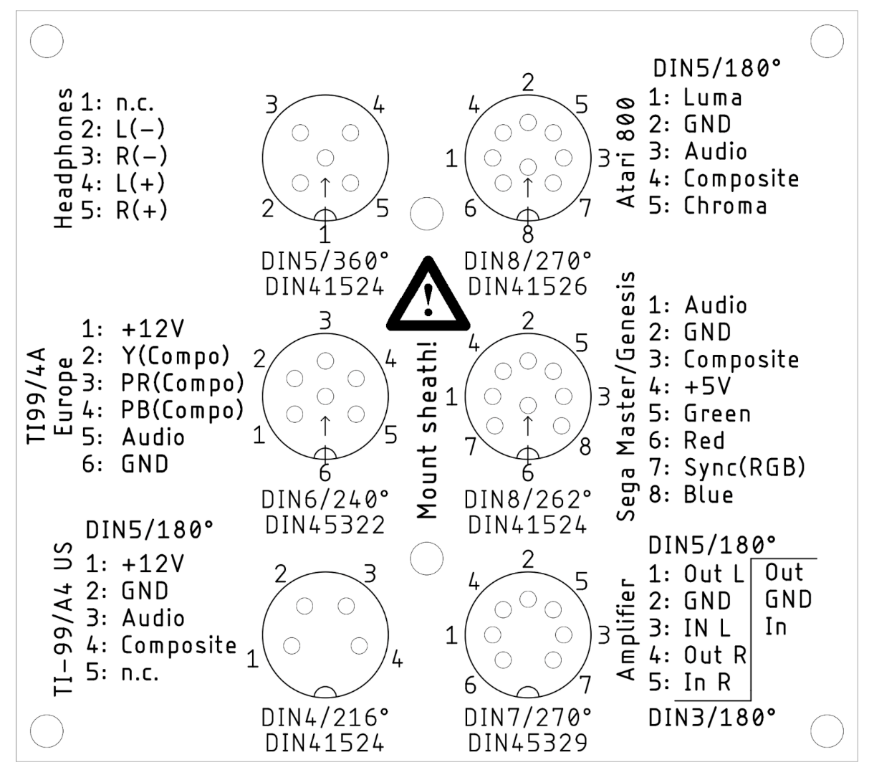 Headphones
1: n.c.
2: L(-)
3: R(-)
4: L(+)
5: R(+)
3 4
2 5
1
DIN5/360°
DIN41524
2
4 5
1 3
6 7
8
DIN8/270°
DIN41526
Atari 800
DIN5/180°
1: Luma
2: GND
3: Audio
4: Composite
5: Chroma
TI99/4A
Europe
1: +12V
2: Y(Compo)
3: PR(Compo)
4: PB(Compo)
5: Audio
6: GND
3
2 4
1 5
6
DIN6/240°
DIN45322
!
Mount sheath!
2
4 5
1 3
7 8
6
DIN8/262°
DIN41524
Sega Master/Genesis
1: Audio
2: GND
3: Composite
4: +5V
5: Green
6: Red
7: Sync(RGB)
8: Blue
TI-99/A4 US
DIN5/180°
1: +12V
2: GND
3: Audio
4: Composite
5: n.c.
2 3
1 4
DIN4/216°
DIN41524
2
4 5
1 3
6 7
DIN7/270°
DIN45329
Amplifier
DIN5/180°
1: Out L Out
2: GND GND
3: IN L In
4: Out R
5: In R
DIN3/180°